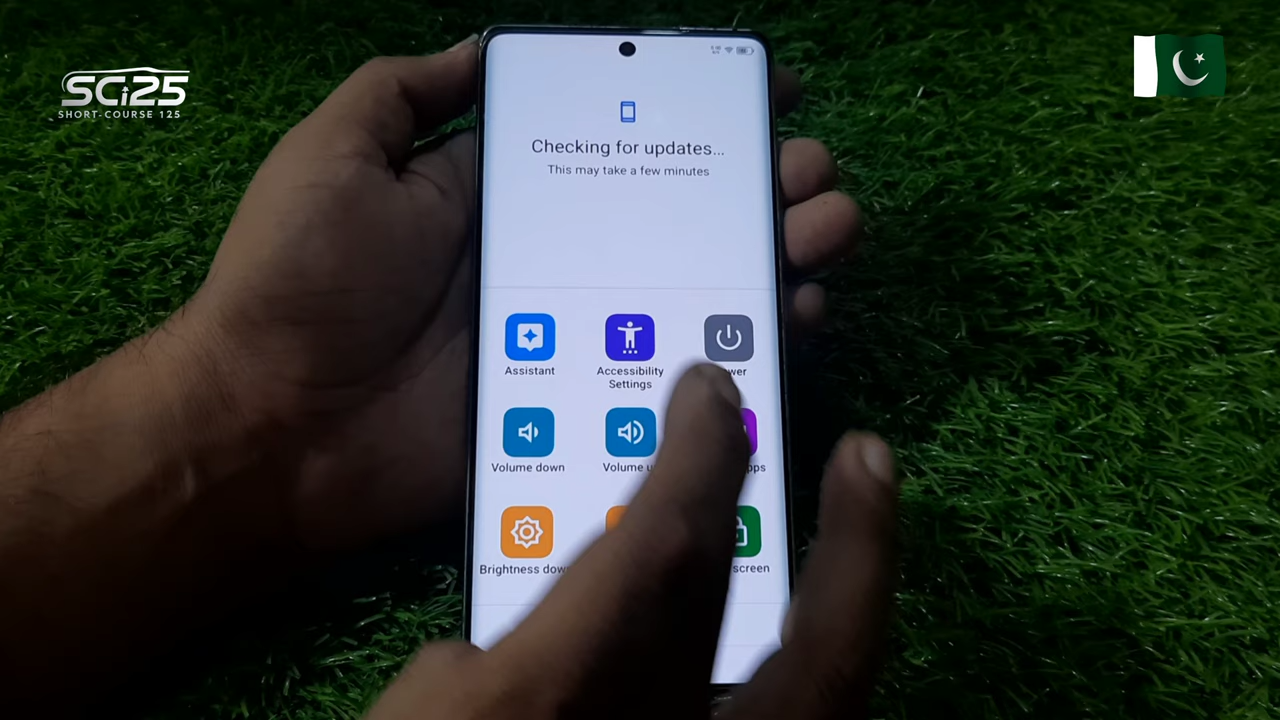 SCi25
SHORT-COURSE 125
Checking for updates...
This may take a few minutes
Assistant
Accessibility
Settings
Volume down
Volume
Brightness
screen